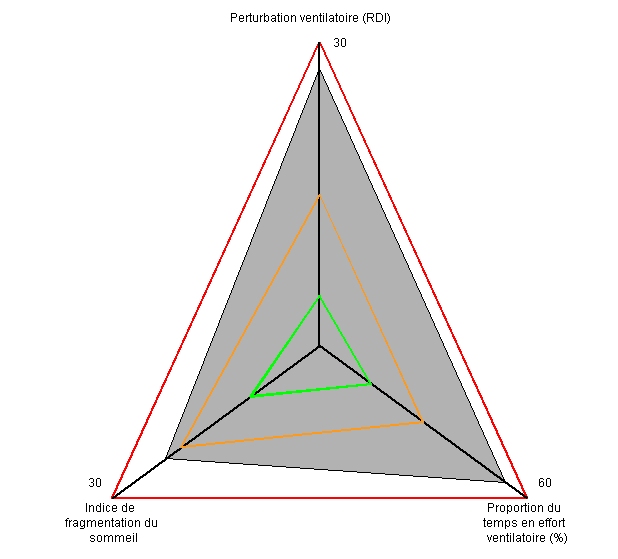 Perturbation ventilatoire (RDI)
30
30
60
Indice de
fragmentation du
sommeil
Proportion du
temps en effort
ventilatoire (%)